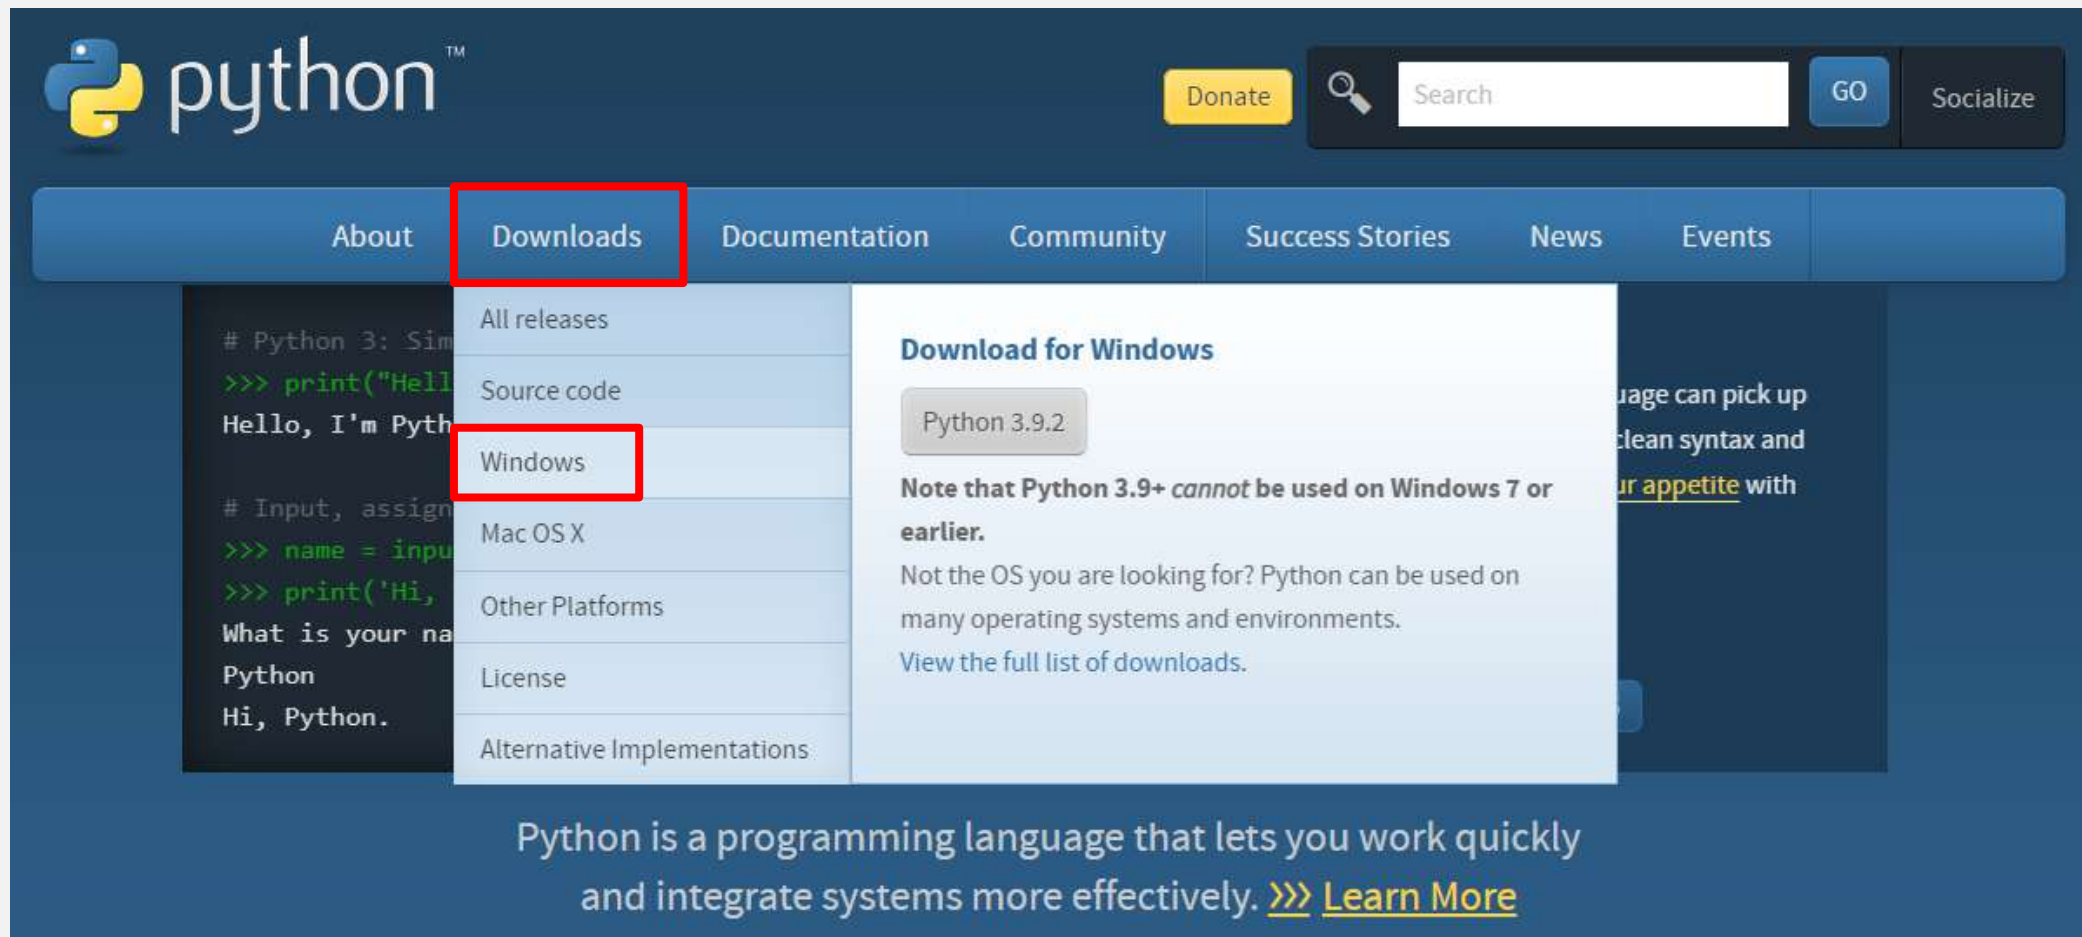 python™
Donate
Search
GO
Socialize
About
Downloads
Documentation
Community
Success Stories
News
Events
# Python 3: Sim
>>> print("Hell
Hello, I'm Pyth
# Input, assign
>>> name = inpu
>>> print('Hi,
What is your na
Python
Hi, Python.
All releases
Source code
Windows
Mac OS X
Other Platforms
License
Alternative Implementations
Download for Windows
Python 3.9.2
Note that Python 3.9+ cannot be used on Windows 7 or
earlier.
Not the OS you are looking for? Python can be used on
many operating systems and environments.
View the full list of downloads.
uage can pick up
clean syntax and
ur appetite with
Python is a programming language that lets you work quickly
and integrate systems more effectively. >>> Learn More